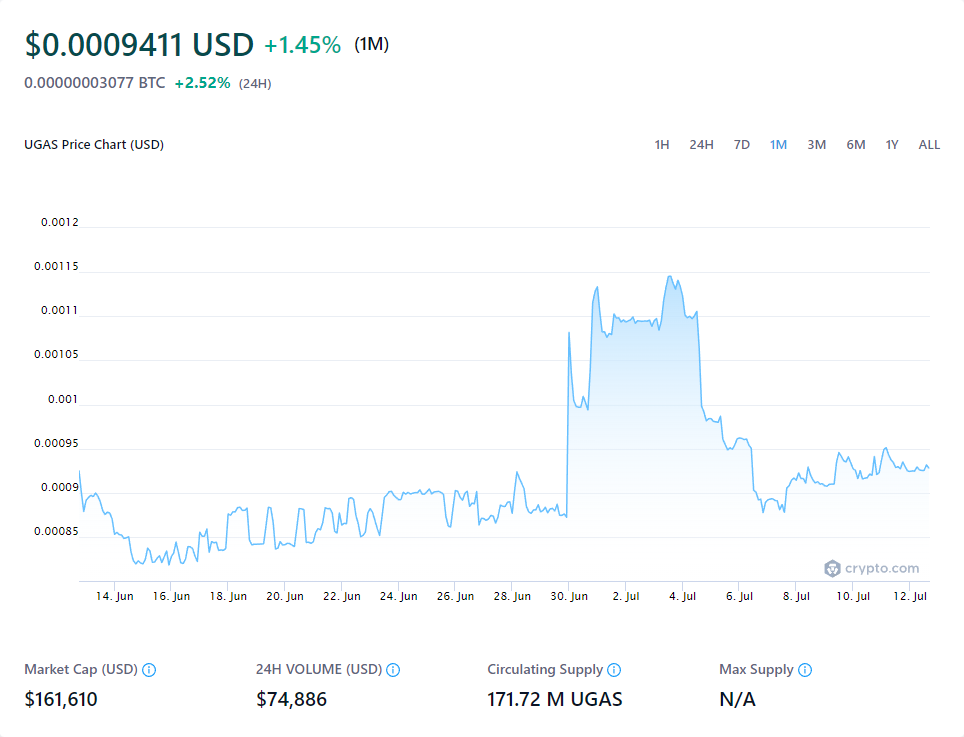 $0.0009411 USD +1.45% (1M)
0.00000003077 BTC +2.52% (24H)
UGAS Price Chart (USD) 1H 24H 7D 1M 3M 6M 1Y ALL
0.0012
0.00115
0.0011
0.00105
0.001
0.00095
0.0009
0.00085
crypto.com
14. Jun 16. Jun 18. Jun 20. Jun 22. Jun 24. Jun 26. Jun 28. Jun 30. Jun 2. Jul 4. Jul 6. Jul 8. Jul 10. Jul 12. Jul
Market Cap (USD) 24H VOLUME (USD) Circulating Supply Max Supply
$161,610 $74,886 171.72 M UGAS N/A